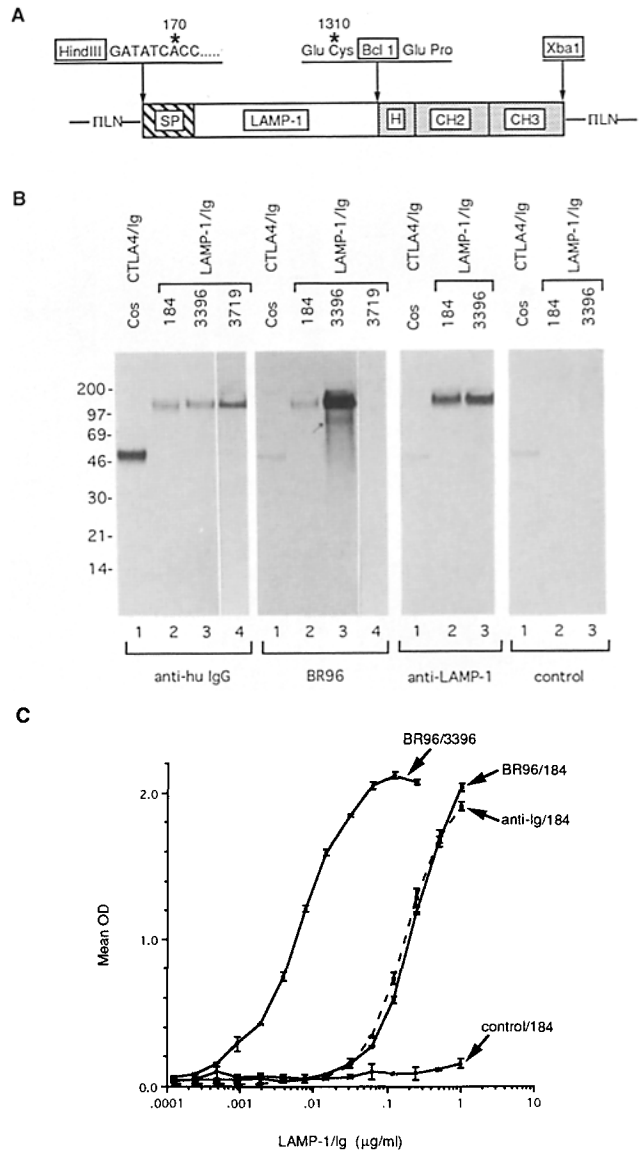 A
170
1310
*
*
HindIII GATATCACC.....
Glu Cys Bcl 1 Glu Pro
Xba1
ΠLN
SP
LAMP-1
H
CH2
CH3
ΠLN
B
CTLA4/Ig
LAMP-1/Ig
CTLA4/Ig
LAMP-1/Ig
CTLA4/Ig
LAMP-1/Ig
CTLA4/Ig
LAMP-1/Ig
Cos
184
3396
3719
Cos
184
3396
3719
Cos
184
3396
Cos
184
3396
200-
97-
69-
46-
30-
21-
14-
1 2 3 4
1 2 3 4
1 2 3
1 2 3
anti-hu IgG
BR96
anti-LAMP-1
control
C
BR96/3396
BR96/184
anti-Ig/184
control/184
2.0
1.0
0.0
Mean OD
.0001 .001 .01 .1 1 10
LAMP-1/Ig (µg/ml)